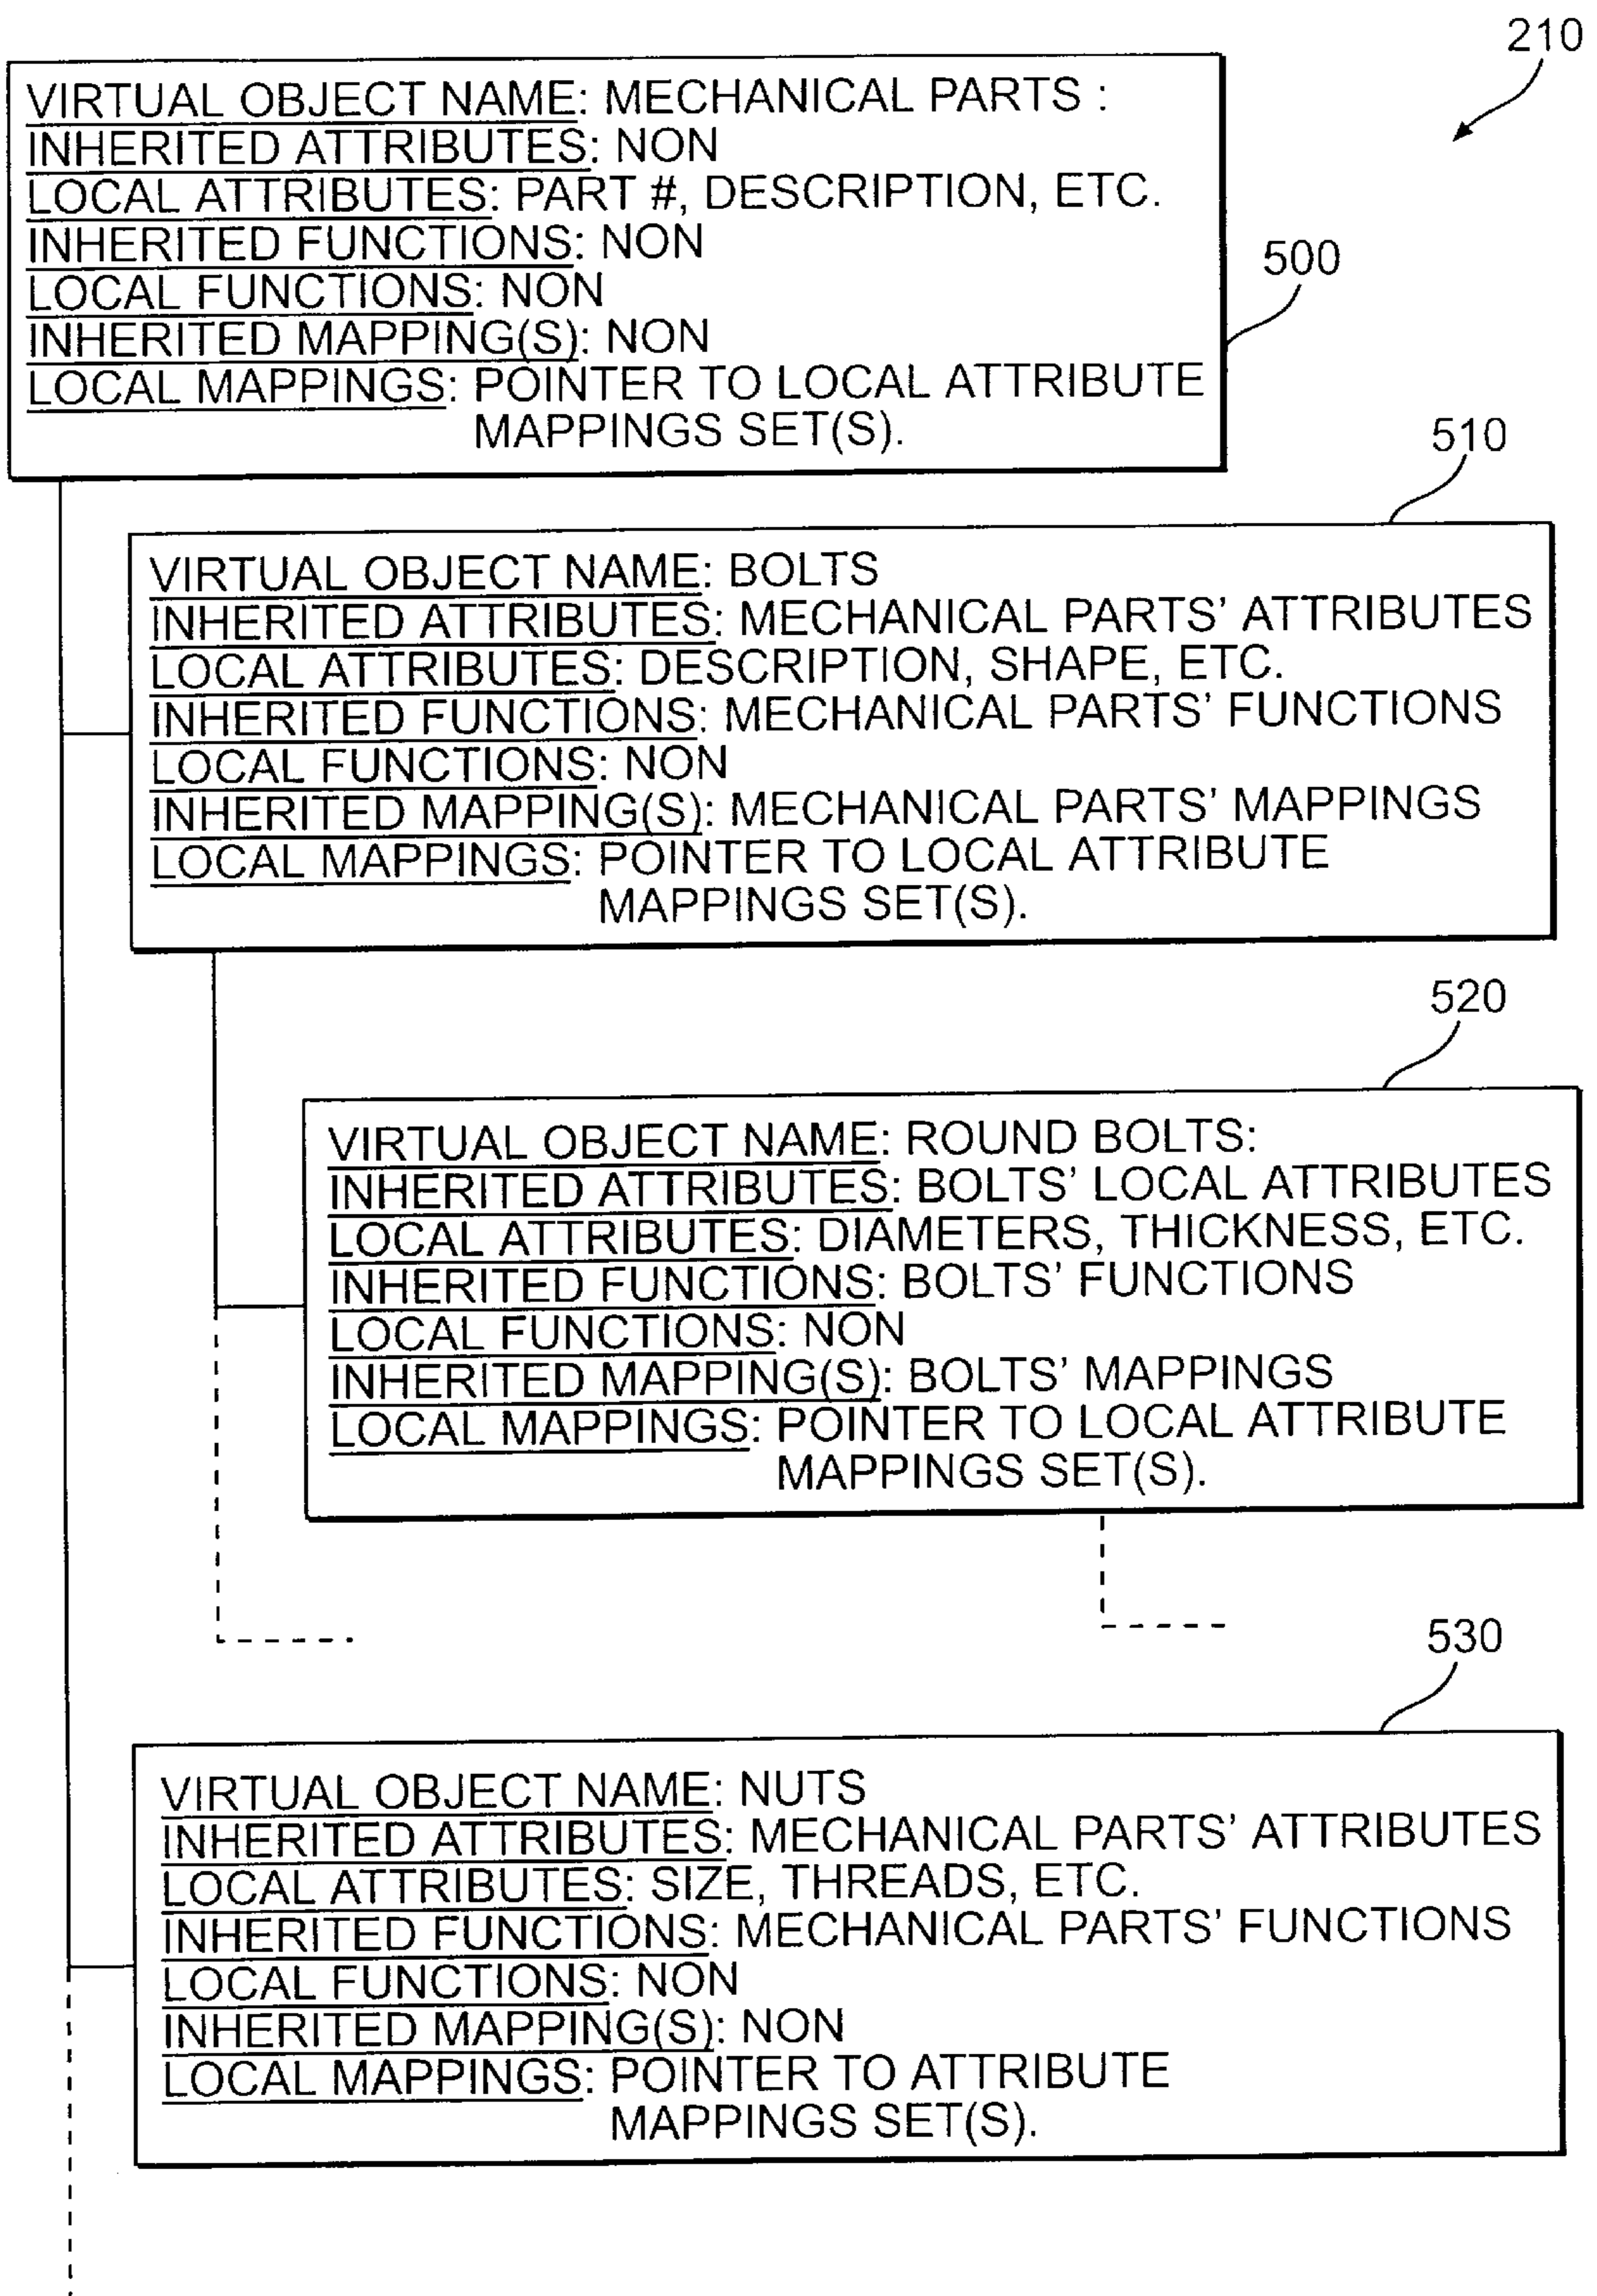 210
VIRTUAL OBJECT NAME: MECHANICAL PARTS :
INHERITED ATTRIBUTES: NON
LOCAL ATTRIBUTES: PART #, DESCRIPTION, ETC.
INHERITED FUNCTIONS: NON
LOCAL FUNCTIONS: NON
INHERITED MAPPING(S): NON
LOCAL MAPPINGS: POINTER TO LOCAL ATTRIBUTE
MAPPINGS SET(S).
500
510
VIRTUAL OBJECT NAME: BOLTS
INHERITED ATTRIBUTES: MECHANICAL PARTS’ ATTRIBUTES
LOCAL ATTRIBUTES: DESCRIPTION, SHAPE, ETC.
INHERITED FUNCTIONS: MECHANICAL PARTS’ FUNCTIONS
LOCAL FUNCTIONS: NON
INHERITED MAPPING(S): MECHANICAL PARTS’ MAPPINGS
LOCAL MAPPINGS: POINTER TO LOCAL ATTRIBUTE
MAPPINGS SET(S).
520
VIRTUAL OBJECT NAME: ROUND BOLTS:
INHERITED ATTRIBUTES: BOLTS’ LOCAL ATTRIBUTES
LOCAL ATTRIBUTES: DIAMETERS, THICKNESS, ETC.
INHERITED FUNCTIONS: BOLTS’ FUNCTIONS
LOCAL FUNCTIONS: NON
INHERITED MAPPING(S): BOLTS’ MAPPINGS
LOCAL MAPPINGS: POINTER TO LOCAL ATTRIBUTE
MAPPINGS SET(S).
530
VIRTUAL OBJECT NAME: NUTS
INHERITED ATTRIBUTES: MECHANICAL PARTS’ ATTRIBUTES
LOCAL ATTRIBUTES: SIZE, THREADS, ETC.
INHERITED FUNCTIONS: MECHANICAL PARTS’ FUNCTIONS
LOCAL FUNCTIONS: NON
INHERITED MAPPING(S): NON
LOCAL MAPPINGS: POINTER TO ATTRIBUTE
MAPPINGS SET(S).